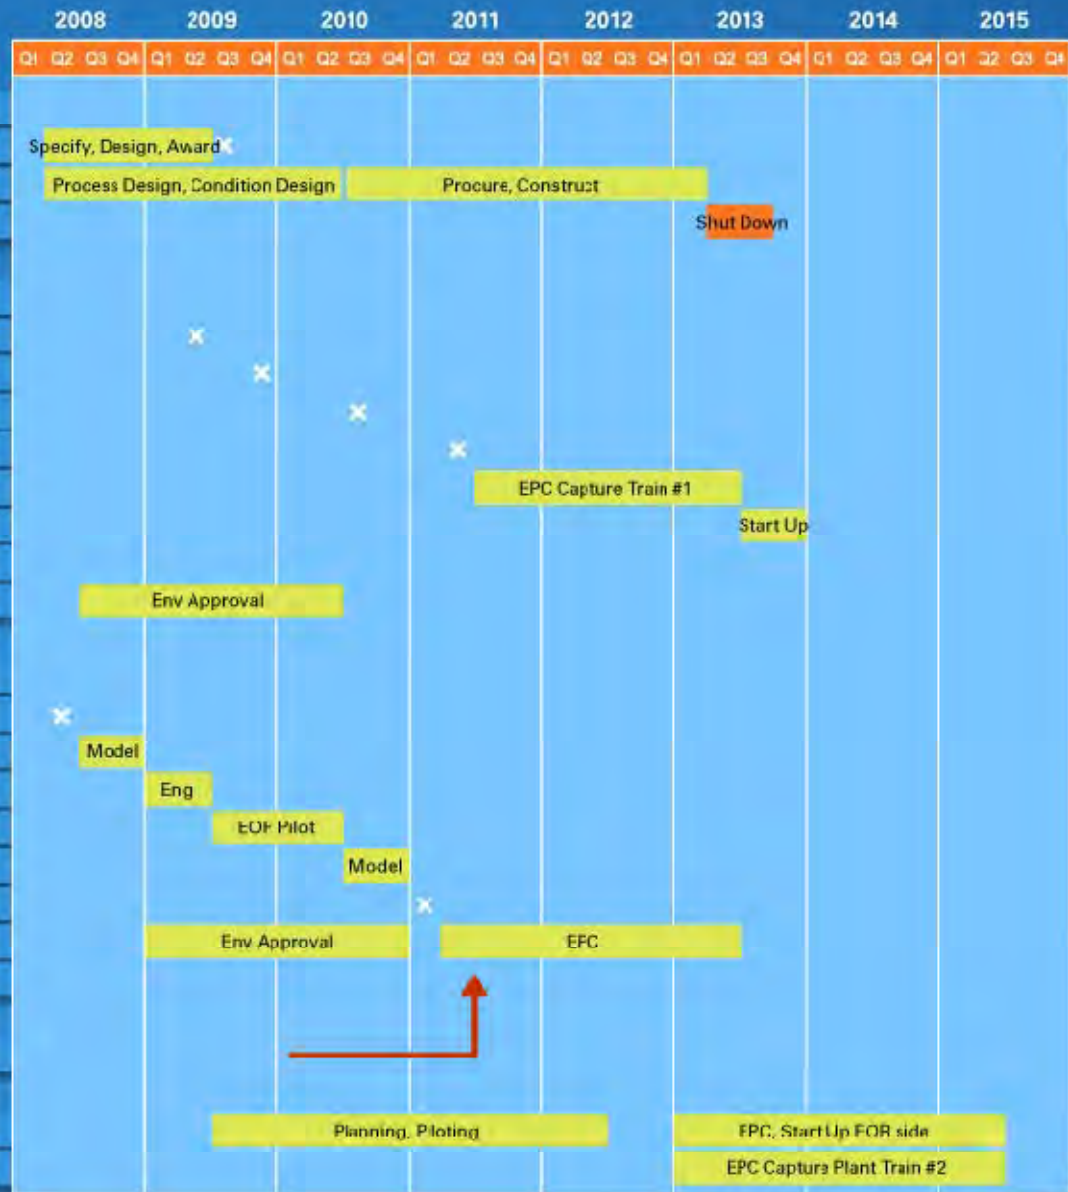 2008 2009 2010 2011 2012 2013 2014 2015
Q1 Q2 Q3 Q4 Q1 Q2 Q3 Q4 Q1 Q2 Q3 Q4 Q1 Q2 Q3 Q4 Q1 Q2 Q3 Q4 Q1 Q2 Q3 Q4 Q1 Q2 Q3 Q4 Q1 Q2 Q3 Q4
Specify, Design, Award
Process Design, Condition Design Procure, Construct
Shut Down
EPC Capture Train #1
Start Up
Env Approval
Model
Eng
EOR Pilot
Model
Env Approval EPC
Planning, Piloting EPC, Start Up EOR side
EPC Capture Plant Train #2